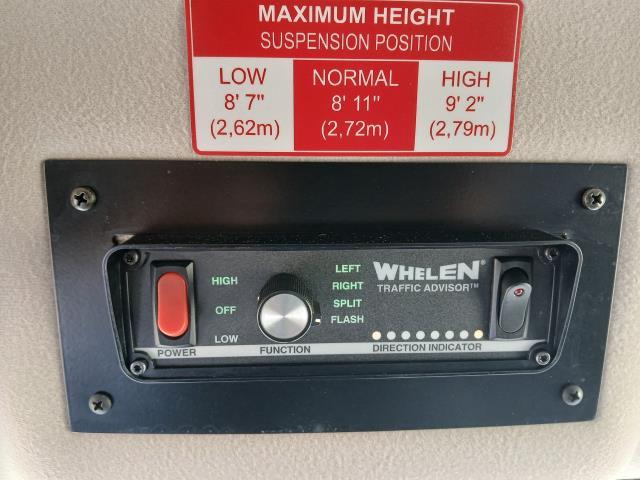 MAXIMUM HEIGHT
SUSPENSION POSITION
LOW NORMAL HIGH
8' 7" 8' 11" 9' 2"
(2,62m) (2,72m) (2,79m)
HIGH
OFF
LOW
POWER
LEFT
RIGHT
SPLIT
FLASH
FUNCTION
WHELEN®
TRAFFIC ADVISOR™
DIRECTION INDICATOR